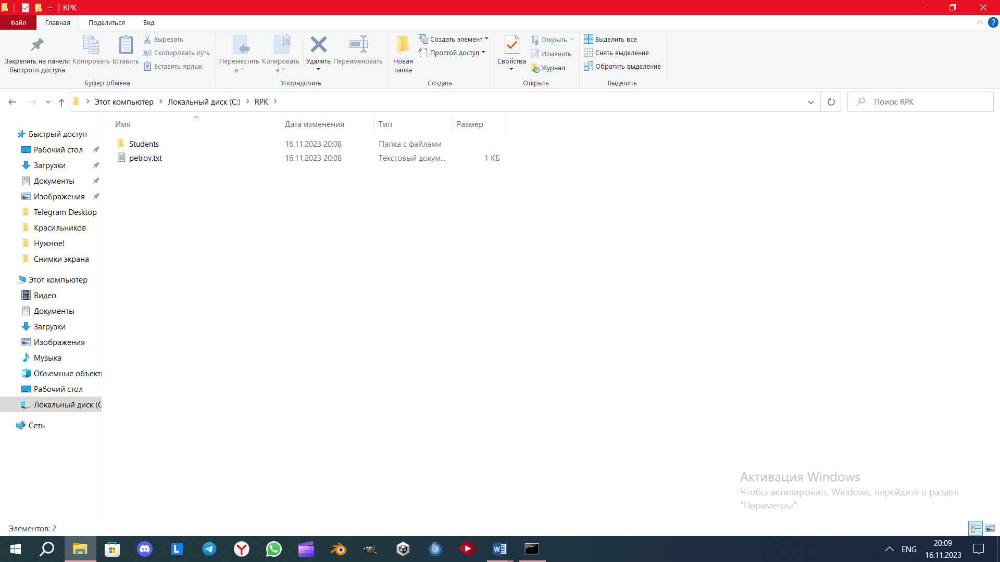 RPK
Файл Главная Поделиться Вид
Закрепить на панели быстрого доступа
Копировать
Вставить
Вырезать
Скопировать путь
Вставить ярлык
Буфер обмена
Переместить в
Копировать в
Удалить
Переименовать
Упорядочить
Новая папка
Создать элемент
Простой доступ
Создать
Свойства
Открыть
Изменить
Журнал
Открыть
Выделить все
Снять выделение
Обратить выделение
Выделить
Этот компьютер Локальный диск (C:) RPK
Поиск: RPK
Имя Дата изменения Тип Размер
Students 16.11.2023 20:08 Папка с файлами
petrov.txt 16.11.2023 20:08 Текстовый докум... 1 КБ
Быстрый доступ
Рабочий стол
Загрузки
Документы
Изображения
Telegram Desktop
Красильников
Нужное!
Снимки экрана
Этот компьютер
Видео
Документы
Загрузки
Изображения
Музыка
Объемные объект
Рабочий стол
Локальный диск (C
Сеть
Активация Windows
Чтобы активировать Windows, перейдите в раздел
"Параметры".
Элементов: 2
ENG
20:09
16.11.2023